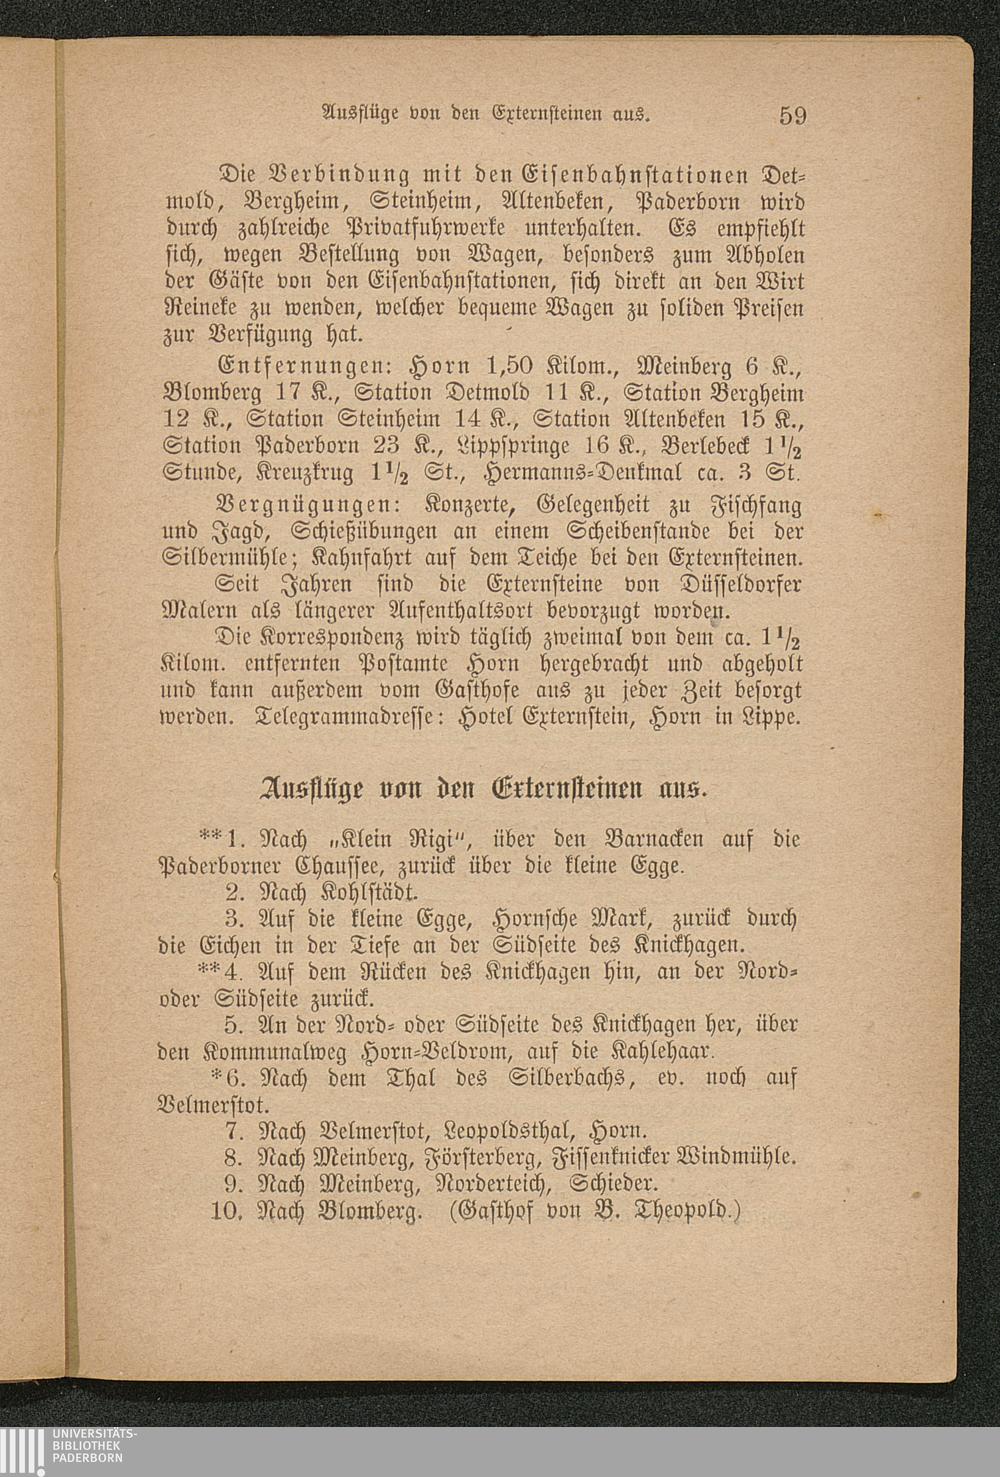 Ausflüge von den Externsteinen aus. 59
Die Verbindung mit den Eisenbahnstationen Det-
mold, Bergheim, Steinheim, Altenbeken, Paderborn wird
durch zahlreiche Privatfuhrwerke unterhalten. Es empfiehlt
sich, wegen Bestellung von Wagen, besonders zum Abholen
der Gäste von den Eisenbahnstationen, sich direkt an den Wirt
Reineke zu wenden, welcher bequeme Wagen zu soliden Preisen
zur Verfügung hat.
Entfernungen: Horn 1,50 Kilom., Meinberg 6 K.,
Blomberg 17 K., Station Detmold 11 K., Station Bergheim
12 K., Station Steinheim 14 K., Station Altenbeken 15 K.,
Station Paderborn 23 K., Lippspringe 16 K., Berlebeck 1 1/2
Stunde, Kreuzkrug 1 1/2 St., Hermanns-Denkmal ca. 3 St.
Vergnügungen: Konzerte, Gelegenheit zu Fischfang
und Jagd, Schießübungen an einem Scheibenstande bei der
Silbermühle; Kahnfahrt auf dem Teiche bei den Externsteinen.
Seit Jahren sind die Externsteine von Düsseldorfer
Malern als längerer Aufenthaltsort bevorzugt worden.
Die Korrespondenz wird täglich zweimal von dem ca. 1 1/2
Kilom. entfernten Postamte Horn hergebracht und abgeholt
und kann außerdem vom Gasthofe aus zu jeder Zeit besorgt
werden. Telegrammadresse: Hotel Externstein, Horn in Lippe.
Ausflüge von den Externsteinen aus.
**1. Nach „Klein Rigi", über den Barnacken auf die
Paderborner Chaussee, zurück über die kleine Egge.
2. Nach Kohlstädt.
3. Auf die kleine Egge, Hornsche Mark, zurück durch
die Eichen in der Tiefe an der Südseite des Knickhagen.
**4. Auf dem Rücken des Knickhagen hin, an der Nord-
oder Südseite zurück.
5. An der Nord- oder Südseite des Knickhagen her, über
den Kommunalweg Horn-Veldrom, auf die Kahlehaar.
*6. Nach dem Thal des Silberbachs, ev. noch auf
Velmerstot.
7. Nach Velmerstot, Leopoldsthal, Horn.
8. Nach Meinberg, Försterberg, Fissenknicker Windmühle.
9. Nach Meinberg, Norderteich, Schieder.
10. Nach Blomberg. (Gasthof von B. Theopold.)
UNIVERSITÄTS-
BIBLIOTHEK
PADERBORN